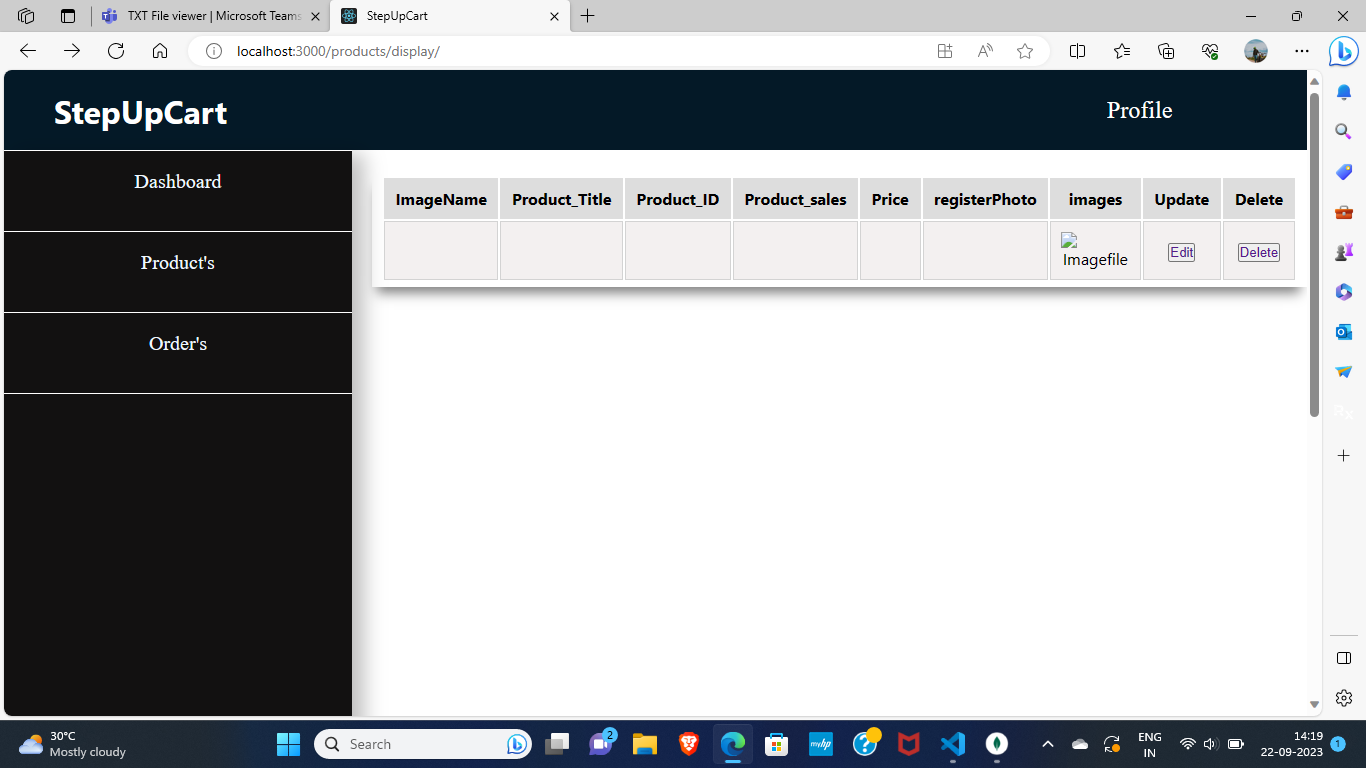 TXT File viewer | Microsoft Teams
StepUpCart
localhost:3000/products/display/
StepUpCart
Profile
Dashboard
Product's
Order's
ImageName Product_Title Product_ID Product_sales Price registerPhoto images Update Delete
Imagefile Edit Delete
30°C
Mostly cloudy
Search
2
ENG
IN
14:19
22-09-2023
1